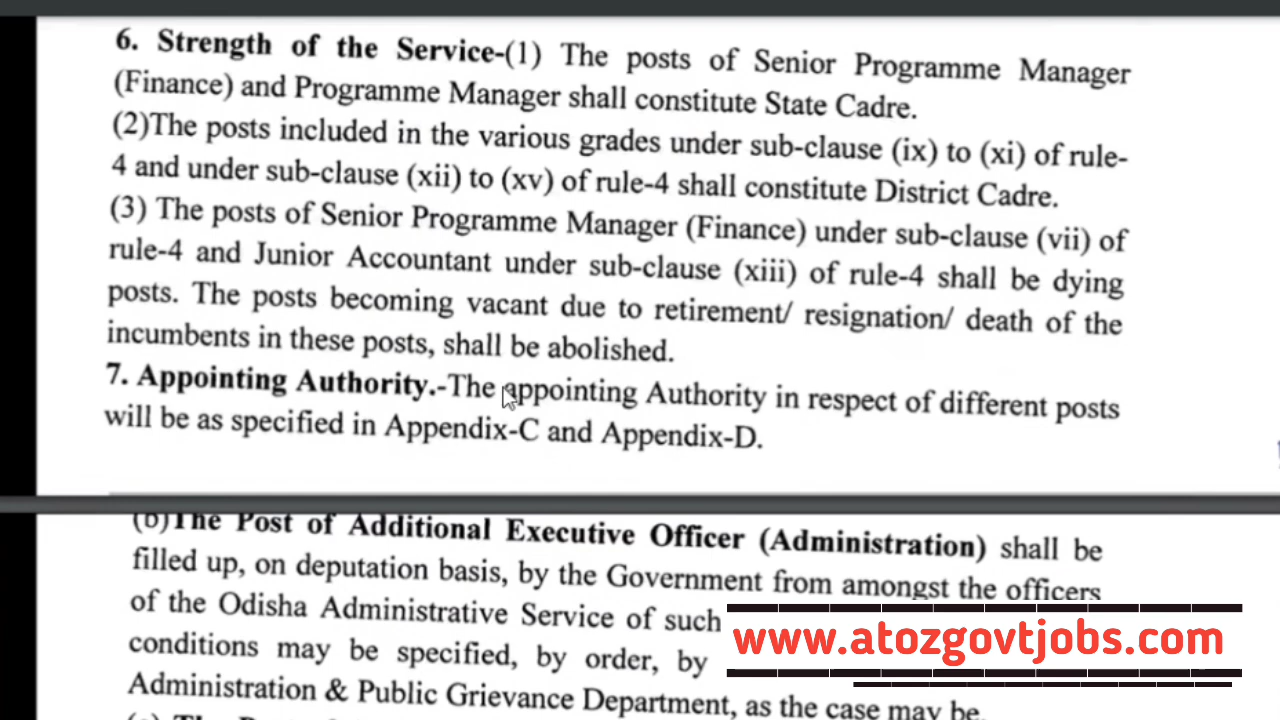 6. Strength of the Service-(1) The posts of Senior Programme Manager
(Finance) and Programme Manager shall constitute State Cadre.
(2)The posts included in the various grades under sub-clause (ix) to (xi) of rule-
4 and under sub-clause (xii) to (xv) of rule-4 shall constitute District Cadre.
(3) The posts of Senior Programme Manager (Finance) under sub-clause (vii) of
rule-4 and Junior Accountant under sub-clause (xiii) of rule-4 shall be dying
posts. The posts becoming vacant due to retirement/ resignation/ death of the
incumbents in these posts, shall be abolished.
7. Appointing Authority.-The appointing Authority in respect of different posts
will be as specified in Appendix-C and Appendix-D.
(b)The Post of Additional Executive Officer (Administration) shall be
filled up, on deputation basis, by the Government from amongst the officers
of the Odisha Administrative Service of such
conditions may be specified, by order, by
Administration & Public Grievance Department, as the case may be.
www.atozgovtjobs.com